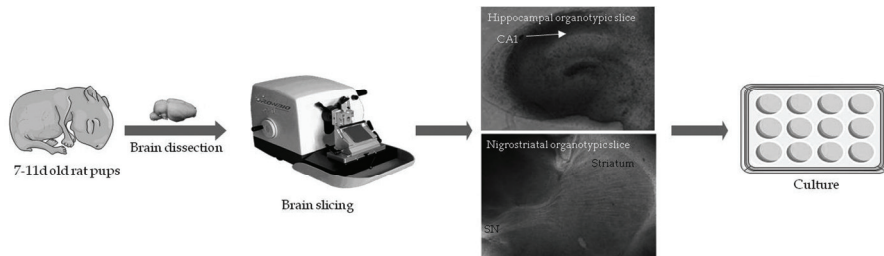 7-11d old rat pups
Brain dissection
Brain slicing
Hippocampal organotypic slice
CA1
Nigrostriatal organotypic slice
Striatum
SN
Culture